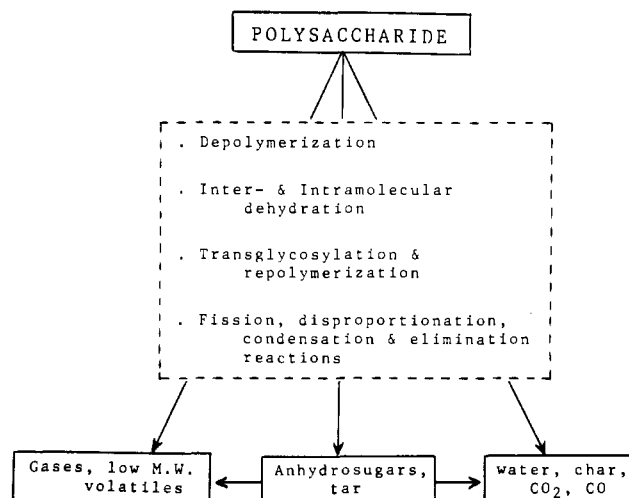 POLYSACCHARIDE
. Depolymerization
. Inter- & Intramolecular
dehydration
. Transglycosylation &
repolymerization
. Fission, disproportionation,
condensation & elimination
reactions
Gases, low M.W.
volatiles
Anhydrosugars,
tar
water, char,
CO2, CO